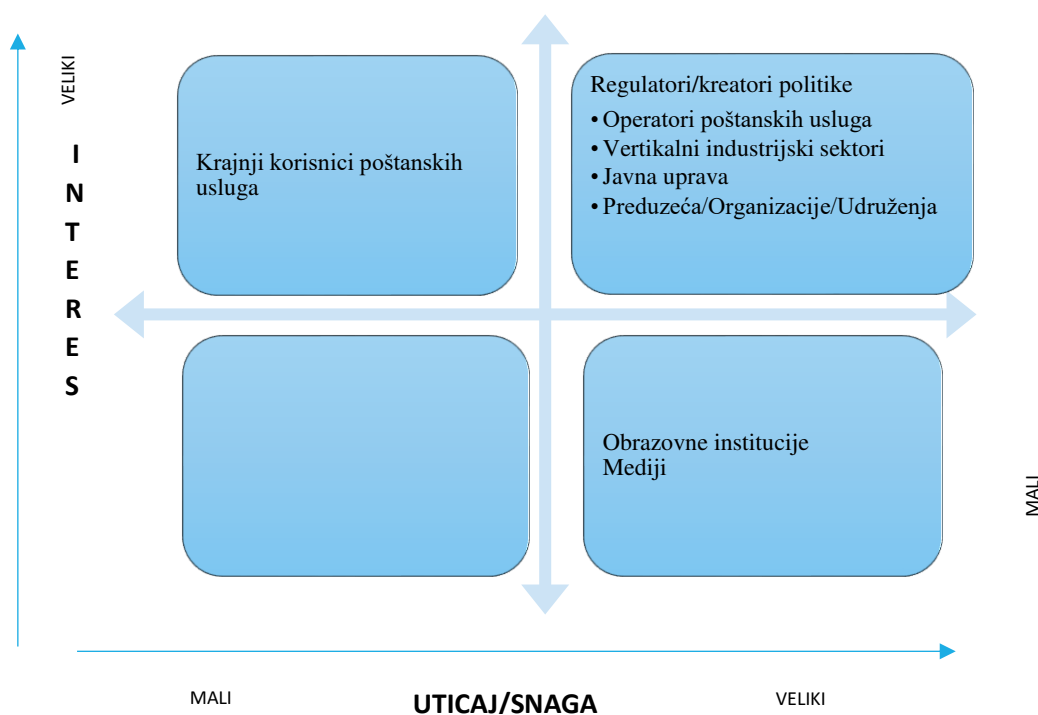 VELIKI
INTERES
Krajnji korisnici poštanskih
usluga
Regulatori/kreatori politike
• Operatori poštanskih usluga
• Vertikalni industrijski sektori
• Javna uprava
• Preduzeća/Organizacije/Udruženja
Obrazovne institucije
Mediji
MALI
MALI
UTICAJ/SNAGA
VELIKI